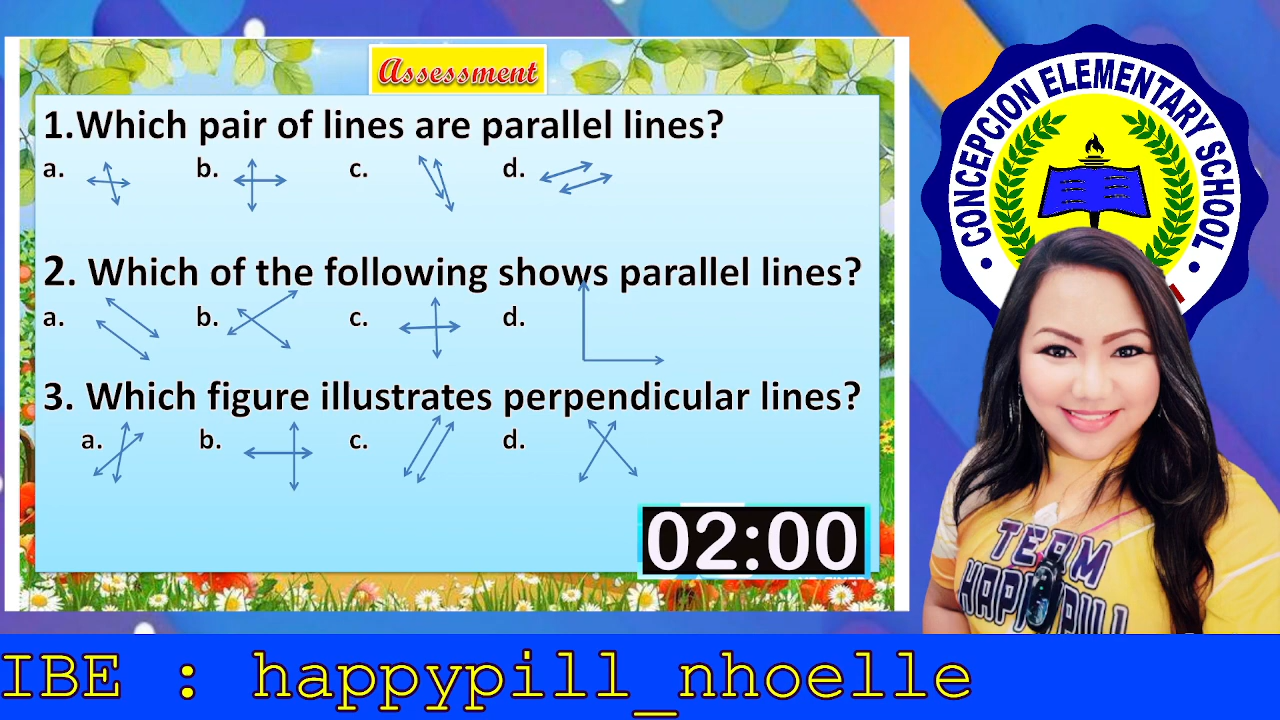 Assessment
1.Which pair of lines are parallel lines?
a. b. c. d.
2. Which of the following shows parallel lines?
a. b. c. d.
3. Which figure illustrates perpendicular lines?
a. b. c. d.
02:00
CONCEPCION ELEMENTARY SCHOOL
TEAM
HAPPYPILL
IBE : happypill_nhoelle